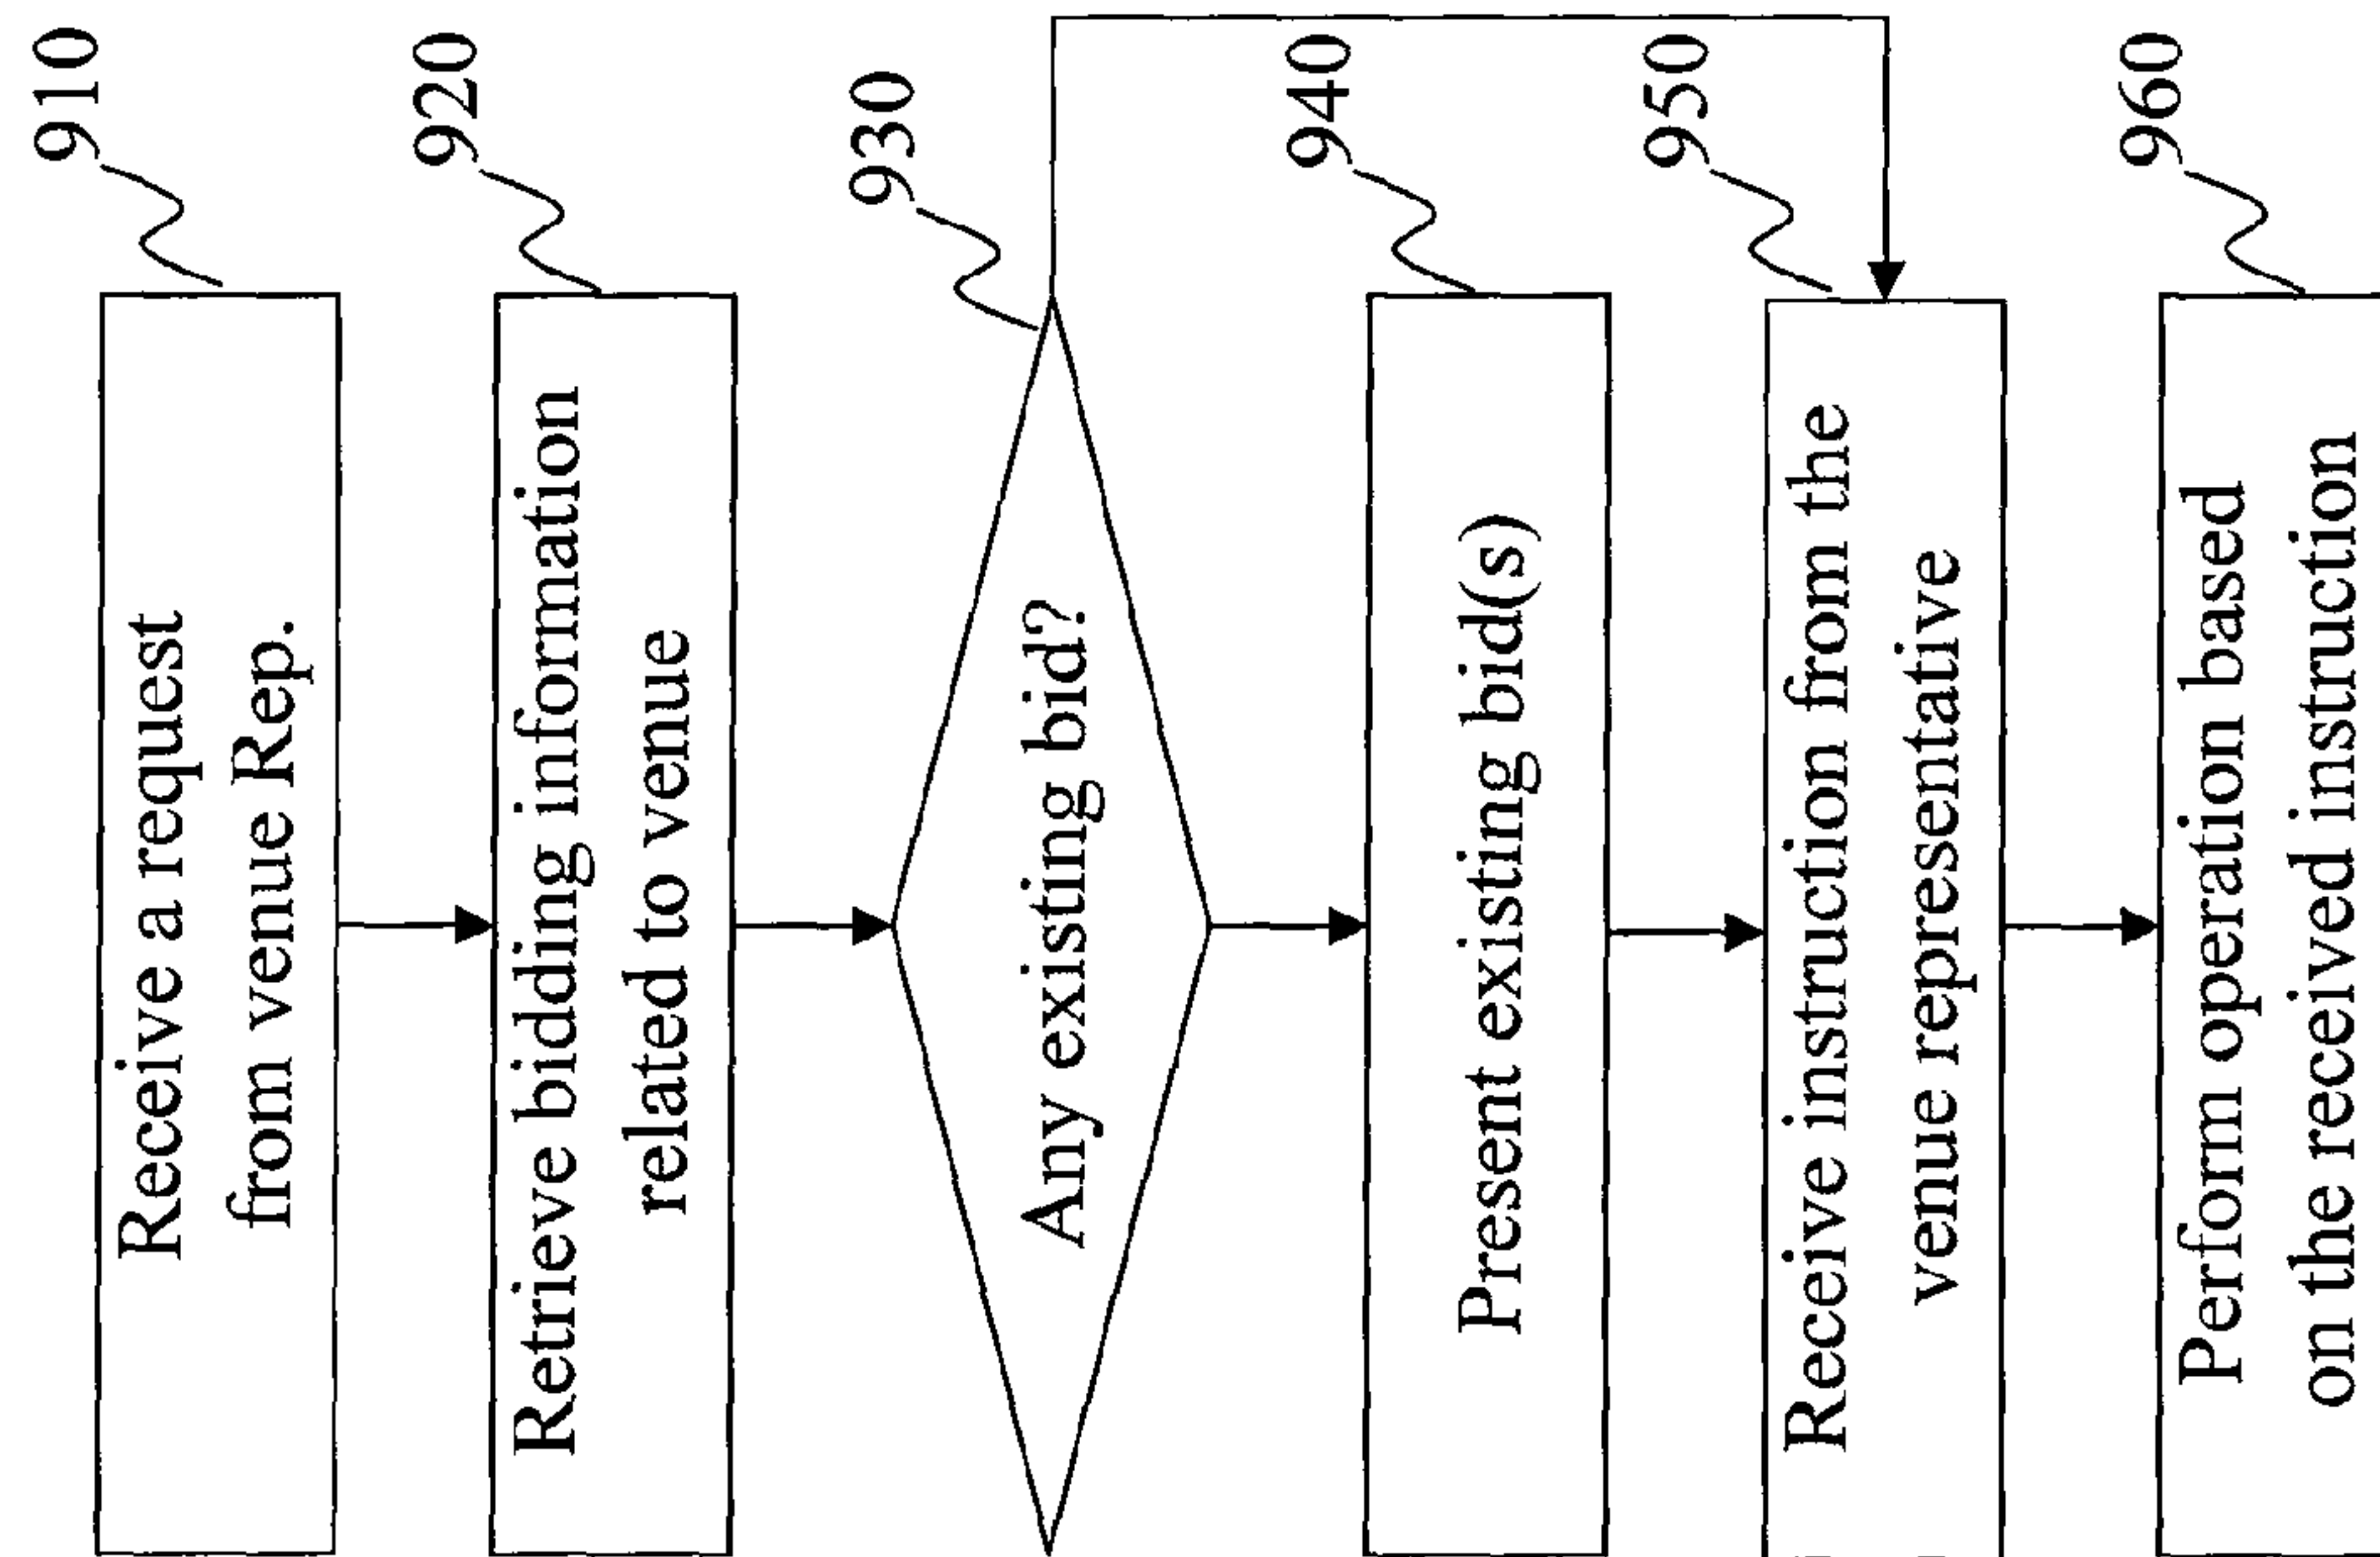 910
Receive a request
from venue Rep.
920
Retrieve bidding information
related to venue
930
Any existing bid?
940
Present existing bid(s)
950
Receive instruction from the
venue representative
960
Perform operation based
on the received instruction